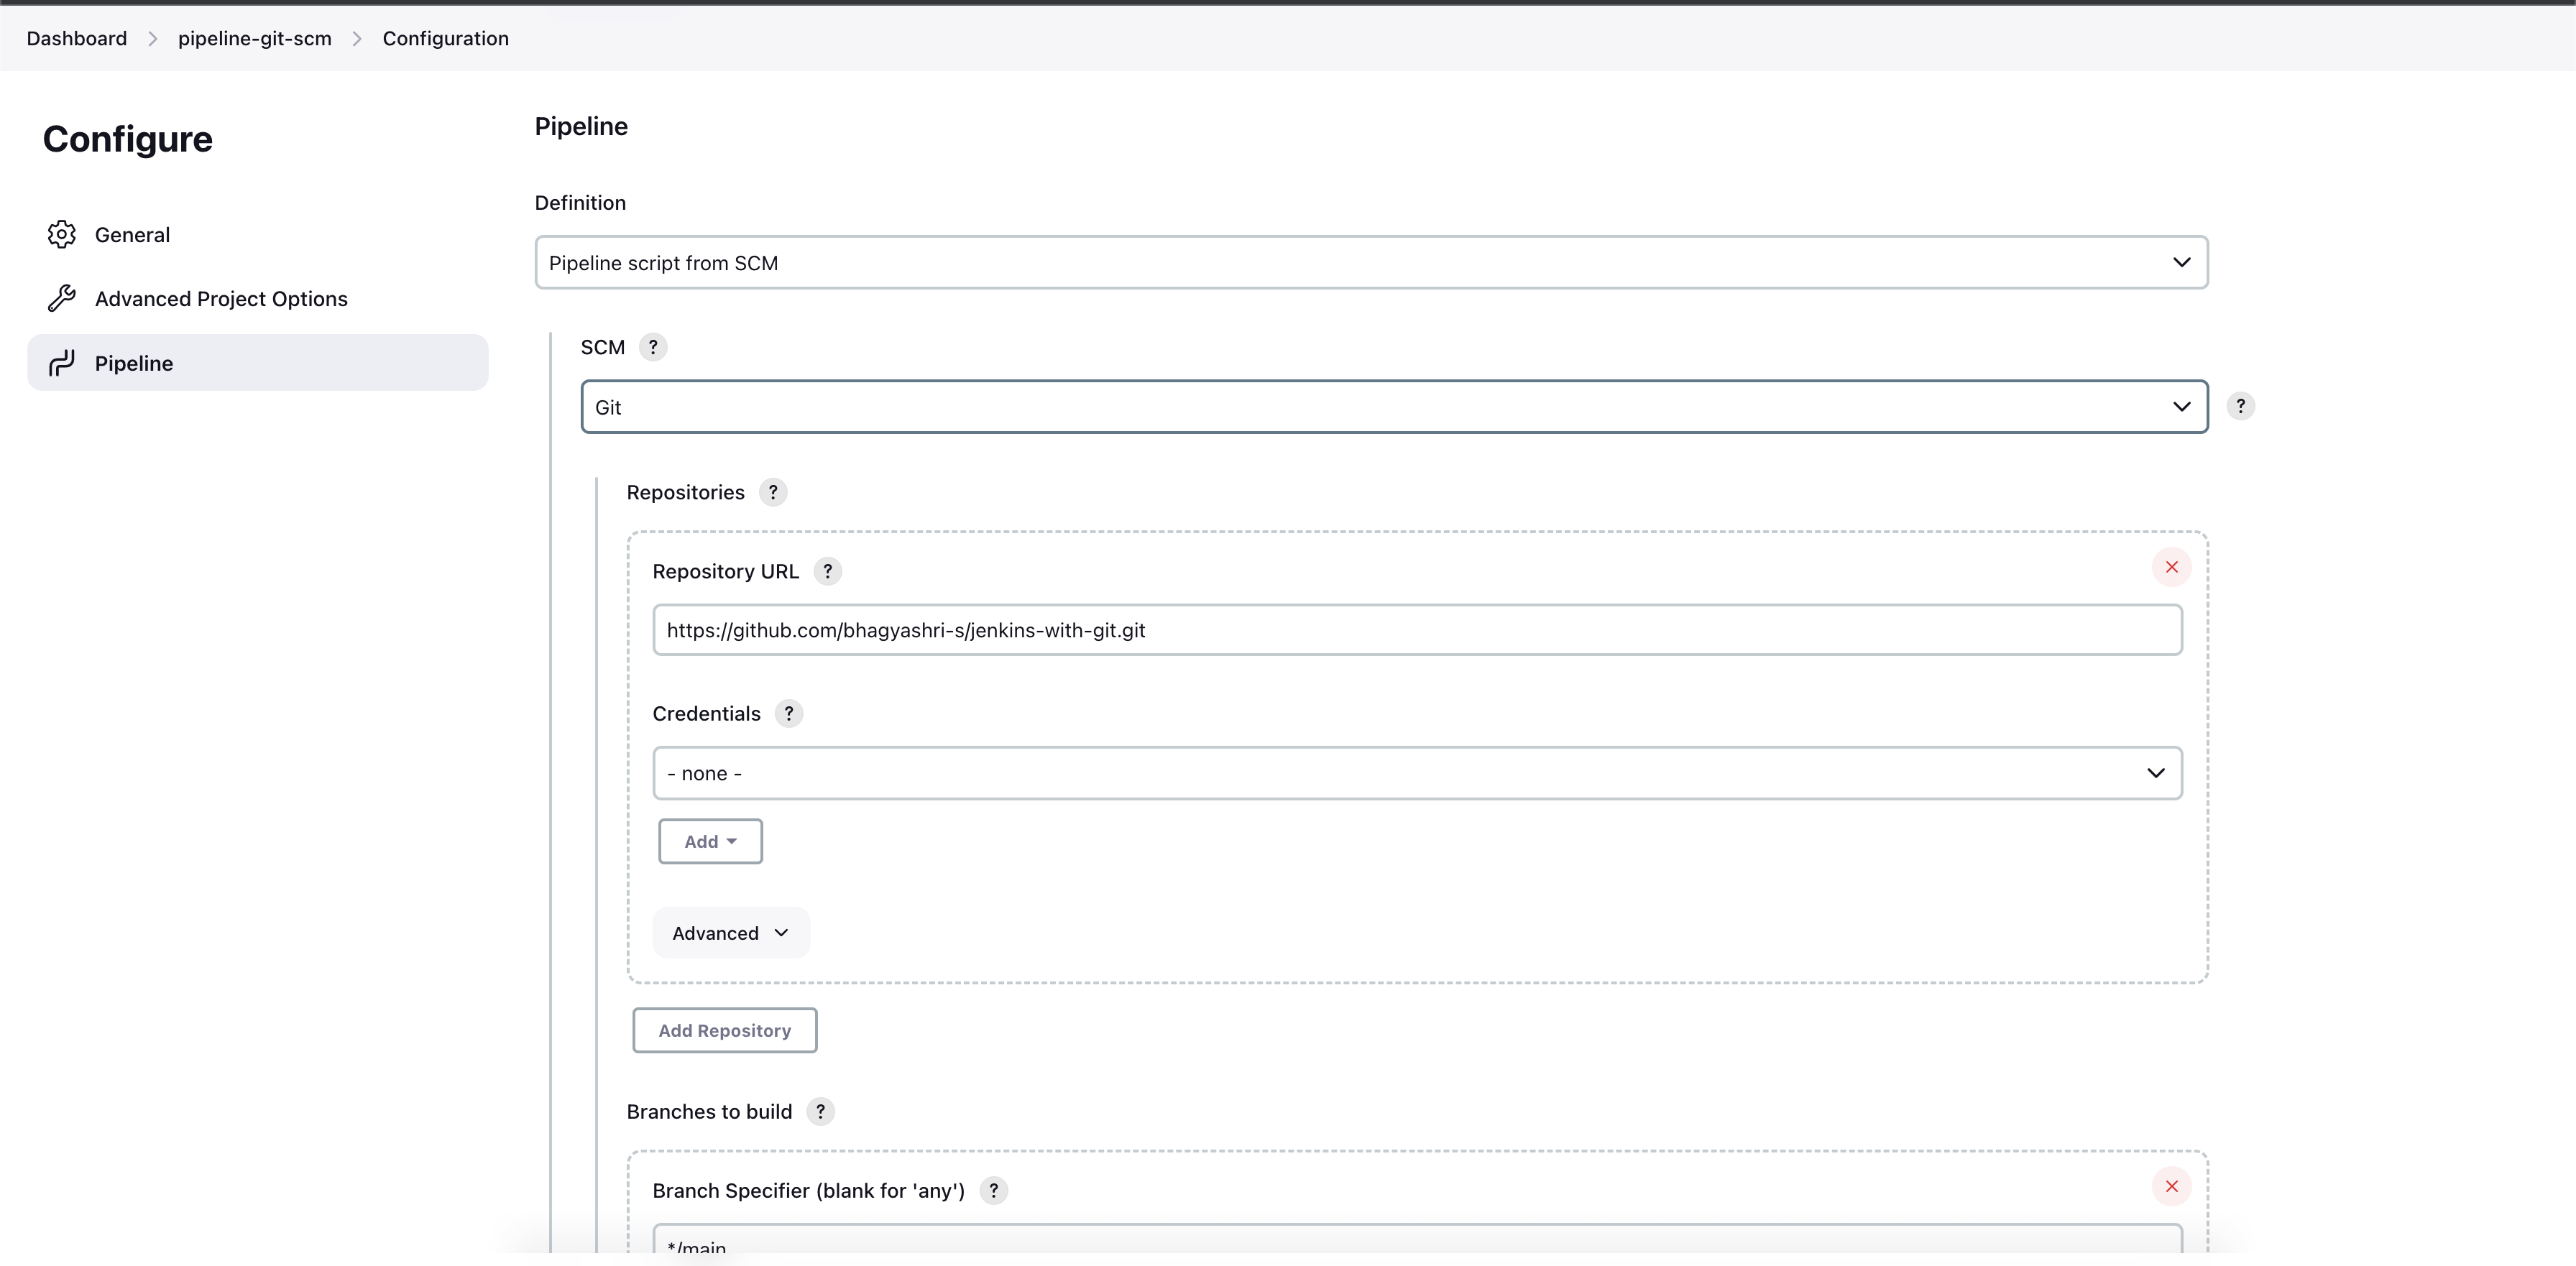 Dashboard > pipeline-git-scm > Configuration
Configure
General
Advanced Project Options
Pipeline
Pipeline
Definition
Pipeline script from SCM
SCM ?
Git
?
Repositories ?
Repository URL ?
https://github.com/bhagyashri-s/jenkins-with-git.git
Credentials ?
- none -
Add
Advanced
Add Repository
Branches to build ?
Branch Specifier (blank for 'any') ?
*/main